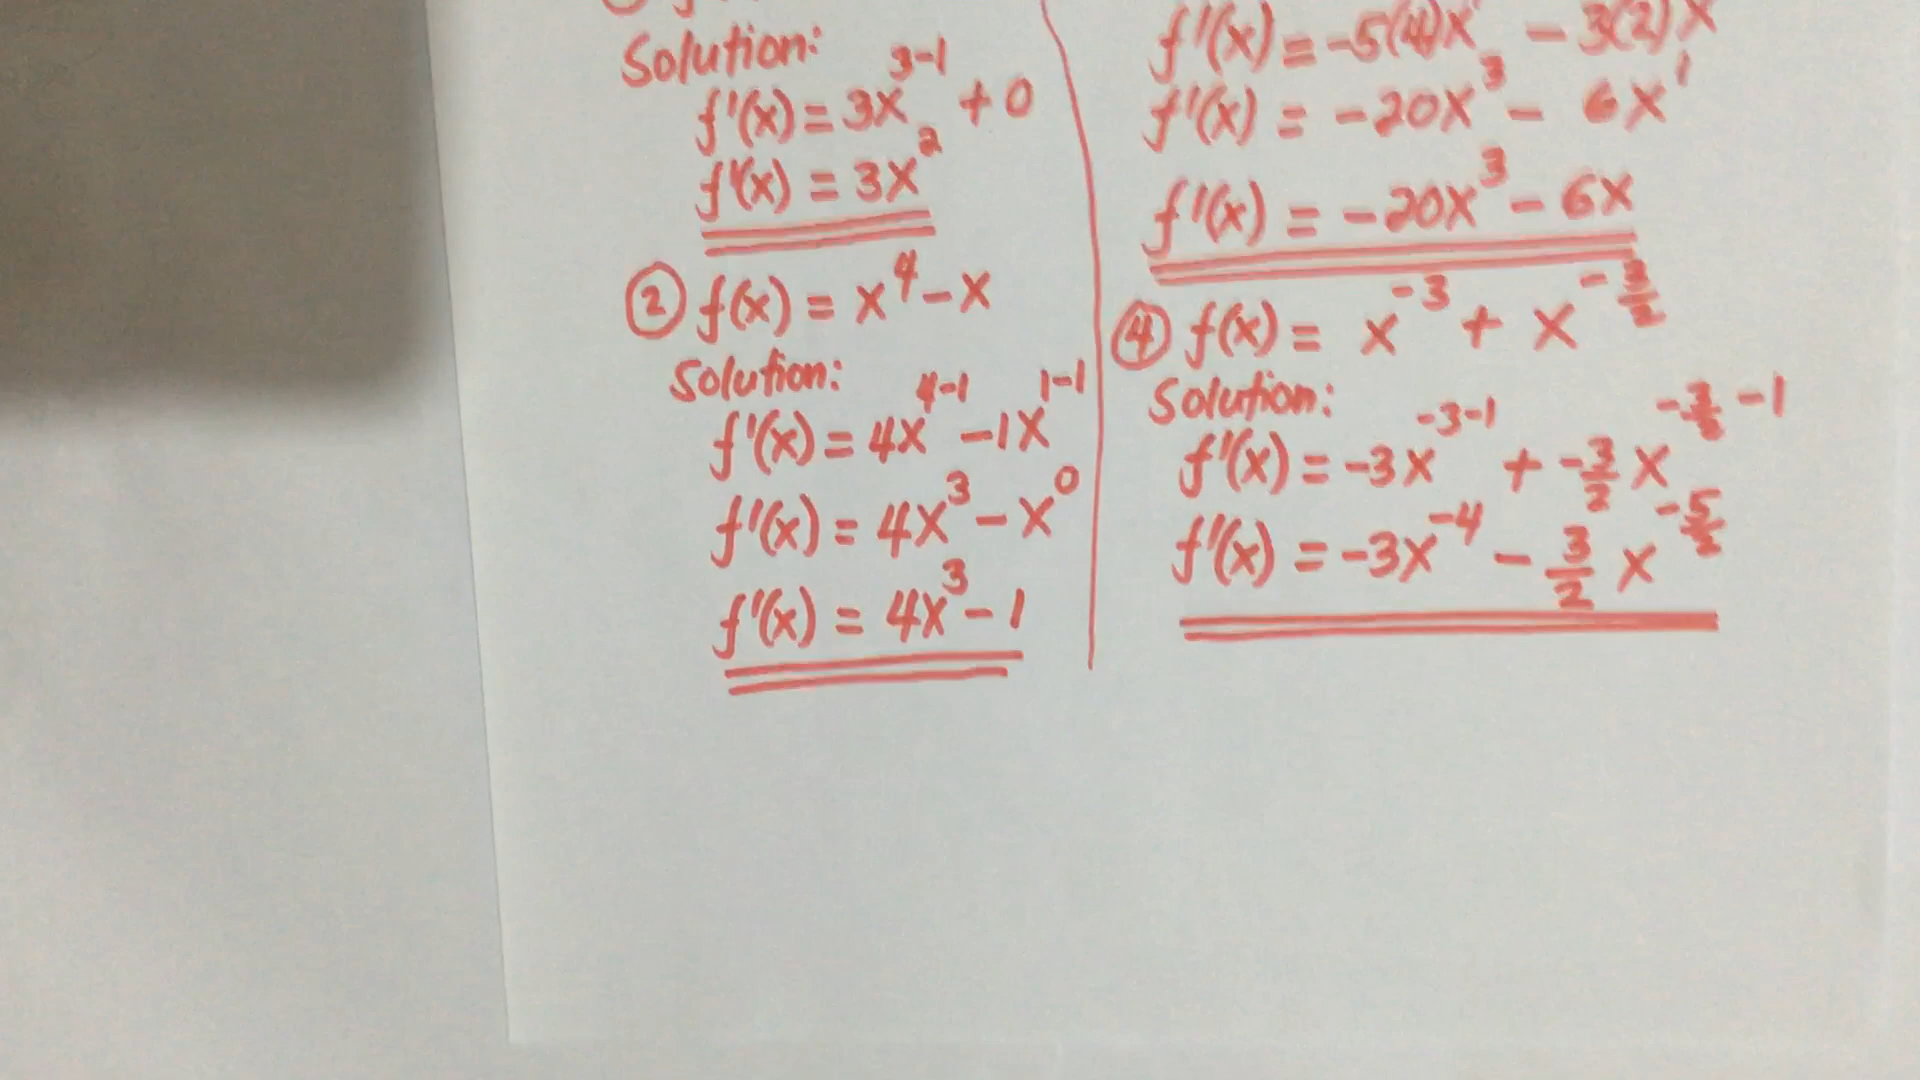 Solution:
f'(x) = 3x^{3-1} + 0
f'(x) = 3x^2
② f(x) = x^4 - x
Solution:
f'(x) = 4x^{4-1} - 1x^{1-1}
f'(x) = 4x^3 - x^0
f'(x) = 4x^3 - 1
f'(x) = -5(4)x - 3(2)x
f'(x) = -20x^3 - 6x^1
f'(x) = -20x^3 - 6x
④ f(x) = x^{-3} + x^{-3/2}
Solution:
f'(x) = -3x^{-3-1} + -3/2 x^{-3/2 - 1}
f'(x) = -3x^{-4} - 3/2 x^{-5/2}